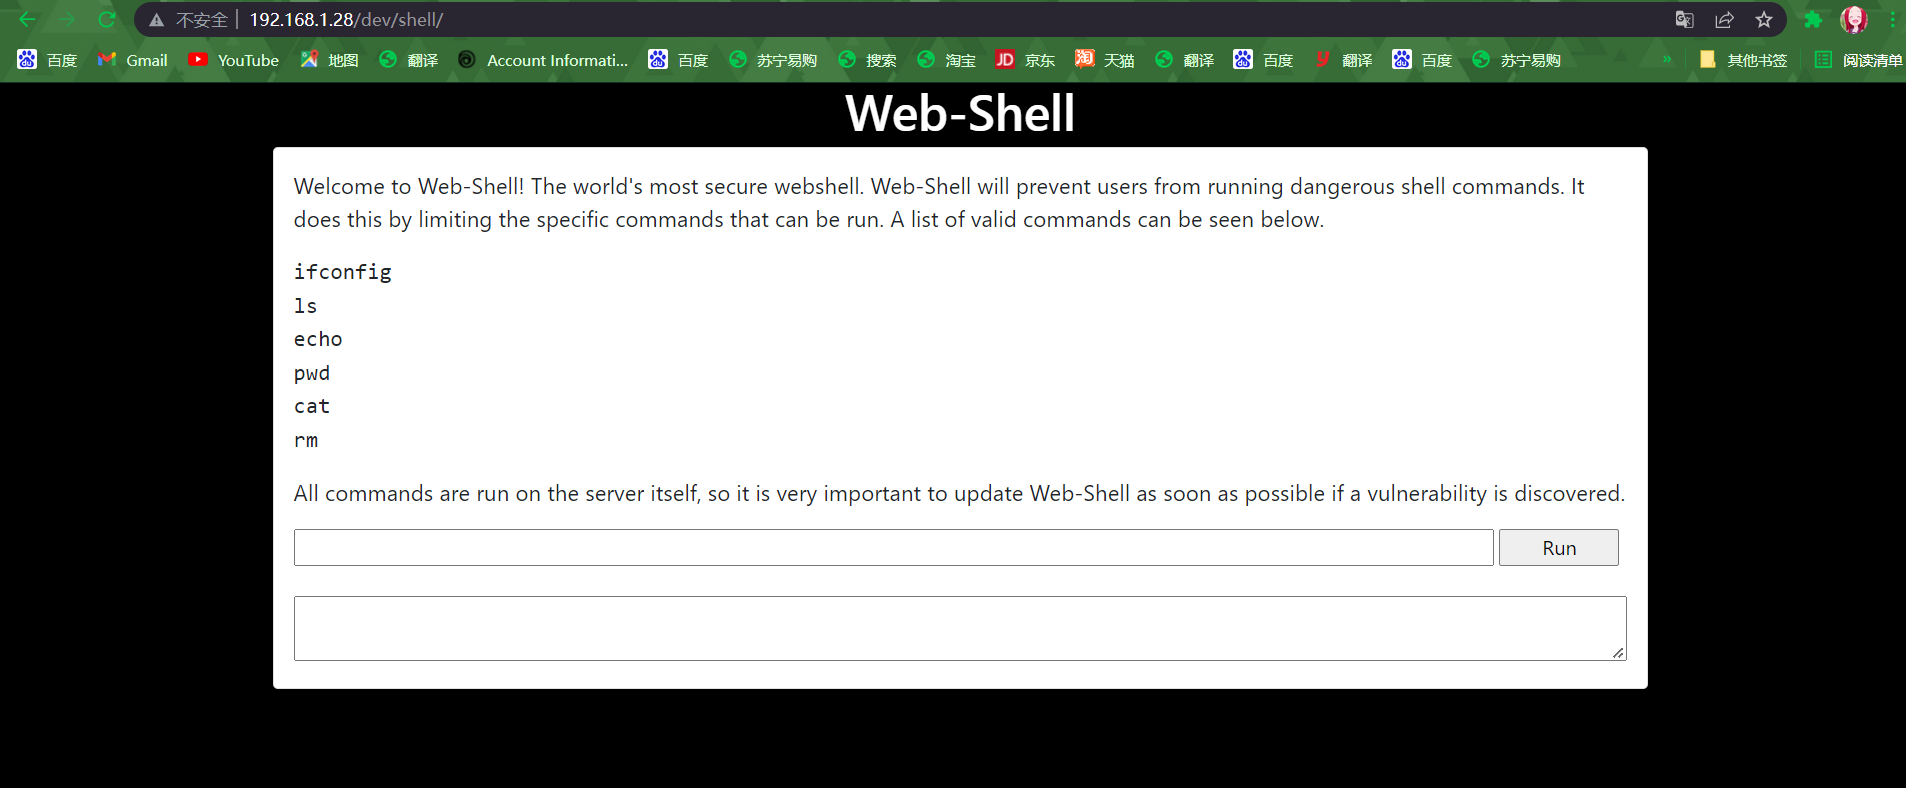 不安全 | 192.168.1.28/dev/shell/
百度 Gmail YouTube 地图 翻译 Account Informati... 百度 苏宁易购 搜索 淘宝 JD 京东 淘 天猫 翻译 百度 y 翻译 百度 苏宁易购 » 其他书签 阅读清单
Web-Shell
Welcome to Web-Shell! The world's most secure webshell. Web-Shell will prevent users from running dangerous shell commands. It
does this by limiting the specific commands that can be run. A list of valid commands can be seen below.
ifconfig
ls
echo
pwd
cat
rm
All commands are run on the server itself, so it is very important to update Web-Shell as soon as possible if a vulnerability is discovered.
Run